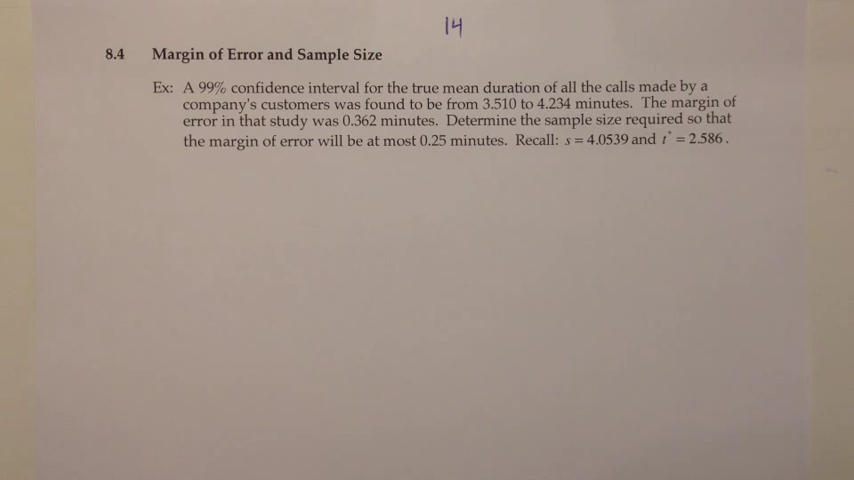 14
8.4 Margin of Error and Sample Size
Ex: A 99% confidence interval for the true mean duration of all the calls made by a
company's customers was found to be from 3.510 to 4.234 minutes. The margin of
error in that study was 0.362 minutes. Determine the sample size required so that
the margin of error will be at most 0.25 minutes. Recall: s = 4.0539 and t* = 2.586.